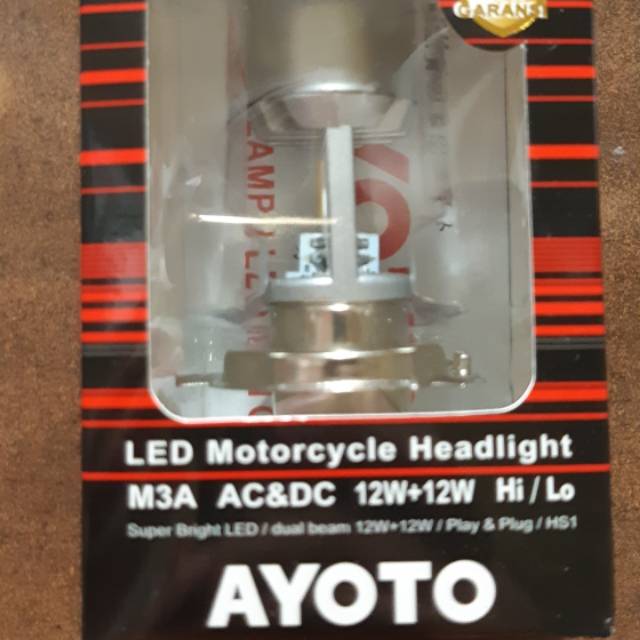 GARANSI
LED Motorcycle Headlight
M3A AC&DC 12W+12W Hi / Lo
Super Bright LED / dual beam 12W+12W / Play & Plug / HS1
AYOTO